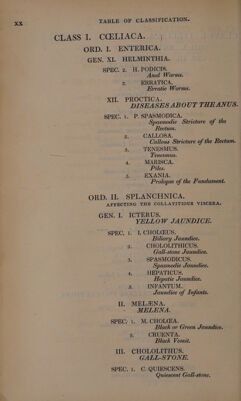 XX
TABLE OF CLASSIFICATION.
CLASS I. CŒLIACA.
ORD. I. ENTERICA.
GEN. XI. HELMINTHIA.
SPEC. 2. H. PODICIS.
Anal Worms.
3. ERRATICA.
Erratic Worms.
XII. PROCTICA.
DISEASES ABOUT THE ANUS.
SPEC. 1. P. SPASMODICA.
Spasmodic Stricture of the
Rectum.
2. CALLOSA.
Callous Stricture of the Rectum.
3. TENESMUS.
Tenesmus.
4. MARISCA.
Piles.
5. EXANIA.
Prolapse of the Fundament.
ORD. II. SPLANCHNICA.
AFFECTING THE COLLATITIOUS VISCERA.
GEN. I. ICTERUS.
YELLOW JAUNDICE.
SPEC. 1. I. CHOLŒUS.
Biliary Jaundice.
2. CHOLOLITHICUS.
Gall-stone Jaundice.
3. SPASMODICUS.
Spasmodic Jaundice.
4. HEPATICUS.
Hepatic Jaundice.
5. INFANTUM.
Jaundice of Infants.
II. MELÆNA.
MELENA.
SPEC. 1. M. CHOLŒA.
Black or Green Jaundice.
2. CRUENTA.
Black Vomit.
III. CHOLOLITHUS.
GALL-STONE.
SPEC. 1. C. QUIESCENS.
Quiescent Gall-stone.